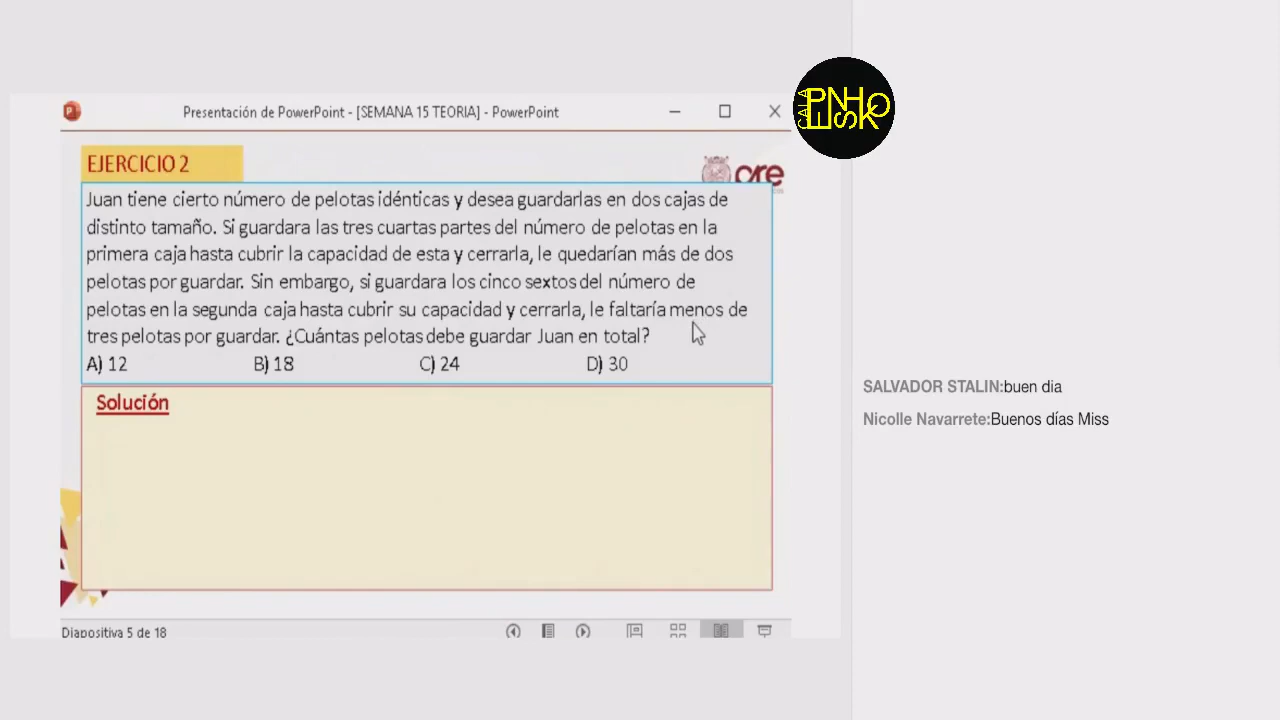 Presentación de PowerPoint - [SEMANA 15 TEORIA] - PowerPoint
CALA
PENHSKO
EJERCICIO 2
cre
Juan tiene cierto número de pelotas idénticas y desea guardarlas en dos cajas de
distinto tamaño. Si guardara las tres cuartas partes del número de pelotas en la
primera caja hasta cubrir la capacidad de esta y cerrarla, le quedarían más de dos
pelotas por guardar. Sin embargo, si guardara los cinco sextos del número de
pelotas en la segunda caja hasta cubrir su capacidad y cerrarla, le faltaría menos de
tres pelotas por guardar. ¿Cuántas pelotas debe guardar Juan en total?
A) 12 B) 18 C) 24 D) 30
Solución
SALVADOR STALIN:buen dia
Nicolle Navarrete:Buenos días Miss
Diapositiva 5 de 18